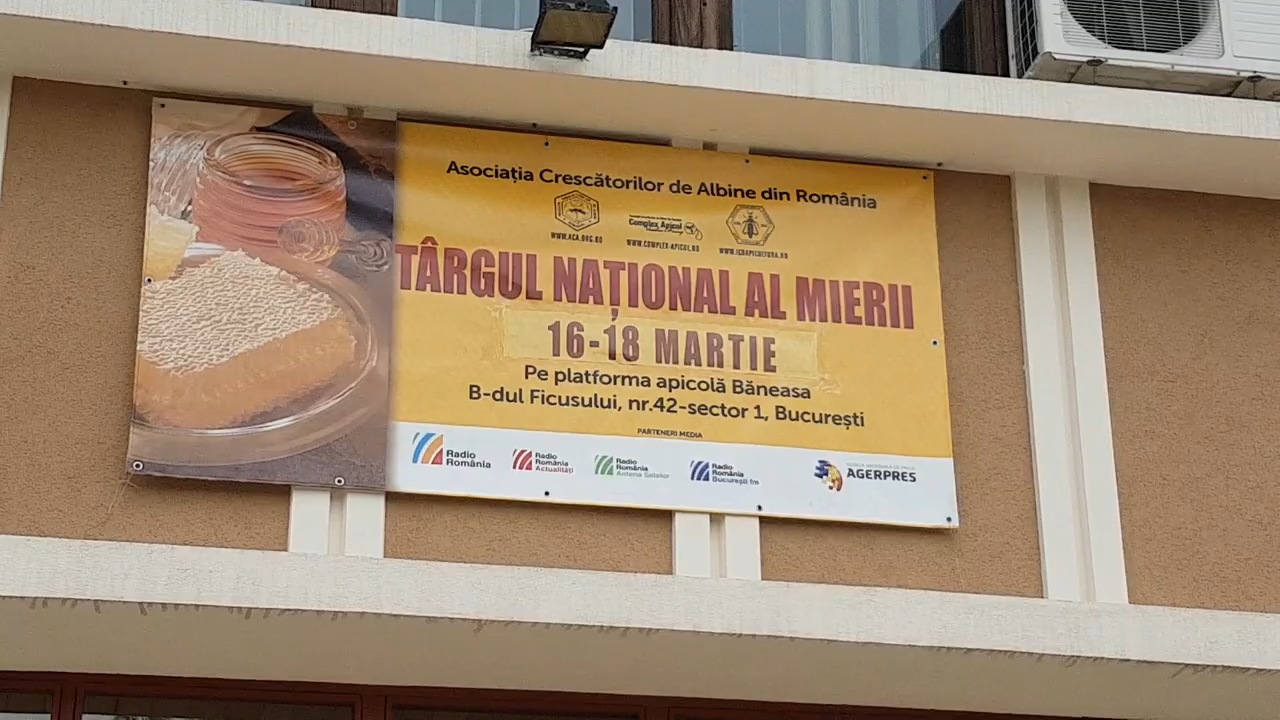 Asociația Crescătorilor de Albine din România
Complex Apicol
WWW.ACA.ORG.RO
WWW.COMPLEX-APICOL.RO
WWW.ICDAPICULTURA.RO
TÂRGUL NAȚIONAL AL MIERII
16-18 MARTIE
Pe platforma apicolă Băneasa
B-dul Ficusului, nr.42-sector 1, București
PARTENERI MEDIA
Radio
România
Radio
România
Actualități
Radio
România
Antena Satelor
Radio
România
București fm
AGERPRES